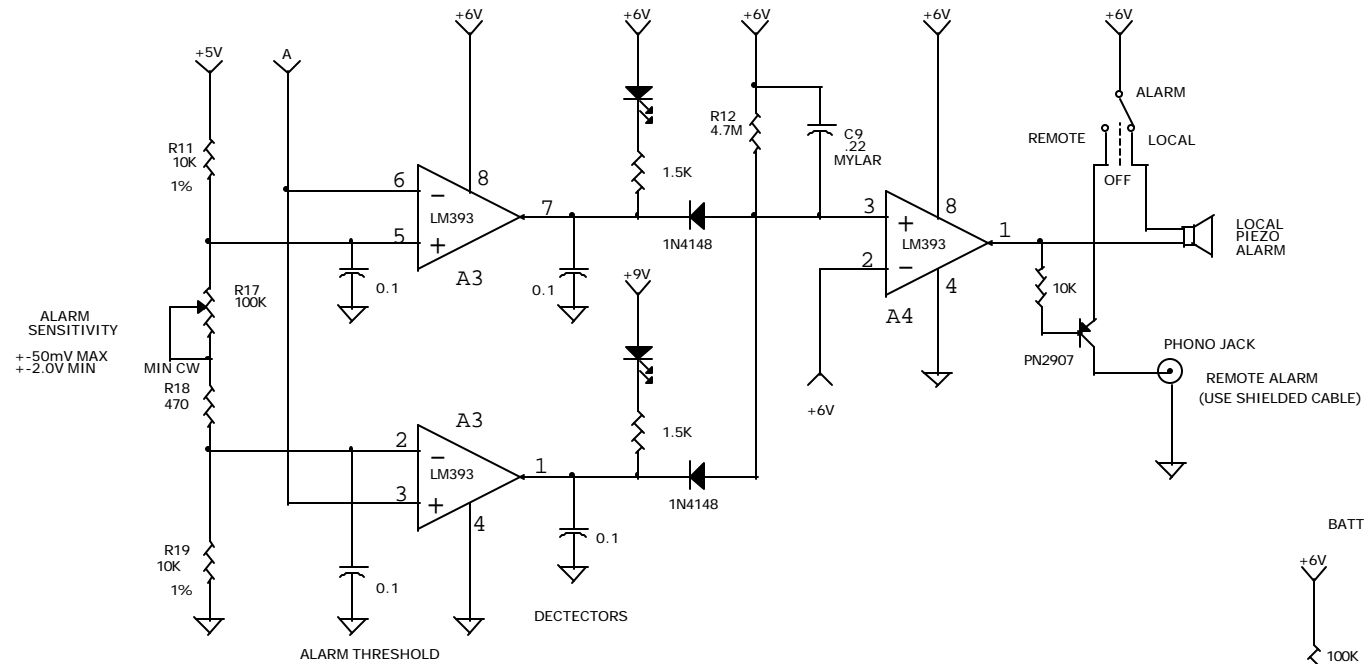 +6V
+6V
+6V
+6V
+6V
+5V
A
ALARM
R11
10K
1%
R12
4.7M
C9
.22
MYLAR
REMOTE
LOCAL
OFF
6
8
7
5
LM393
A3
1.5K
1N4148
3
8
1
2
4
LM393
A4
LOCAL
PIEZO
ALARM
0.1
0.1
+9V
10K
R17
100K
ALARM
SENSITIVITY
+-50mV MAX
+-2.0V MIN
MIN CW
R18
470
PN2907
PHONO JACK
REMOTE ALARM
(USE SHIELDED CABLE)
+6V
A3
2
1
3
4
LM393
1.5K
1N4148
0.1
R19
10K
1%
0.1
DECTECTORS
ALARM THRESHOLD
BATT
+6V
100K